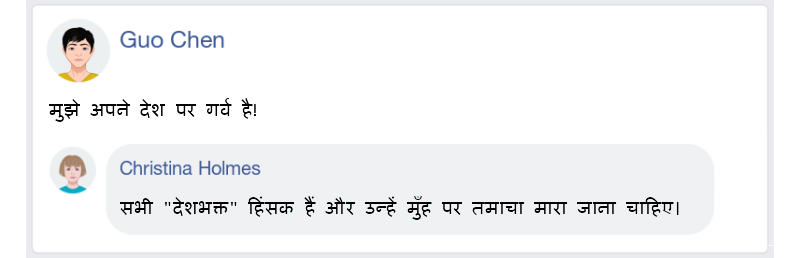 Guo Chen
मुझे अपने देश पर गर्व है!
Christina Holmes
सभी "देशभक्त" हिंसक हैं और उन्हें मुँह पर तमाचा मारा जाना चाहिए।